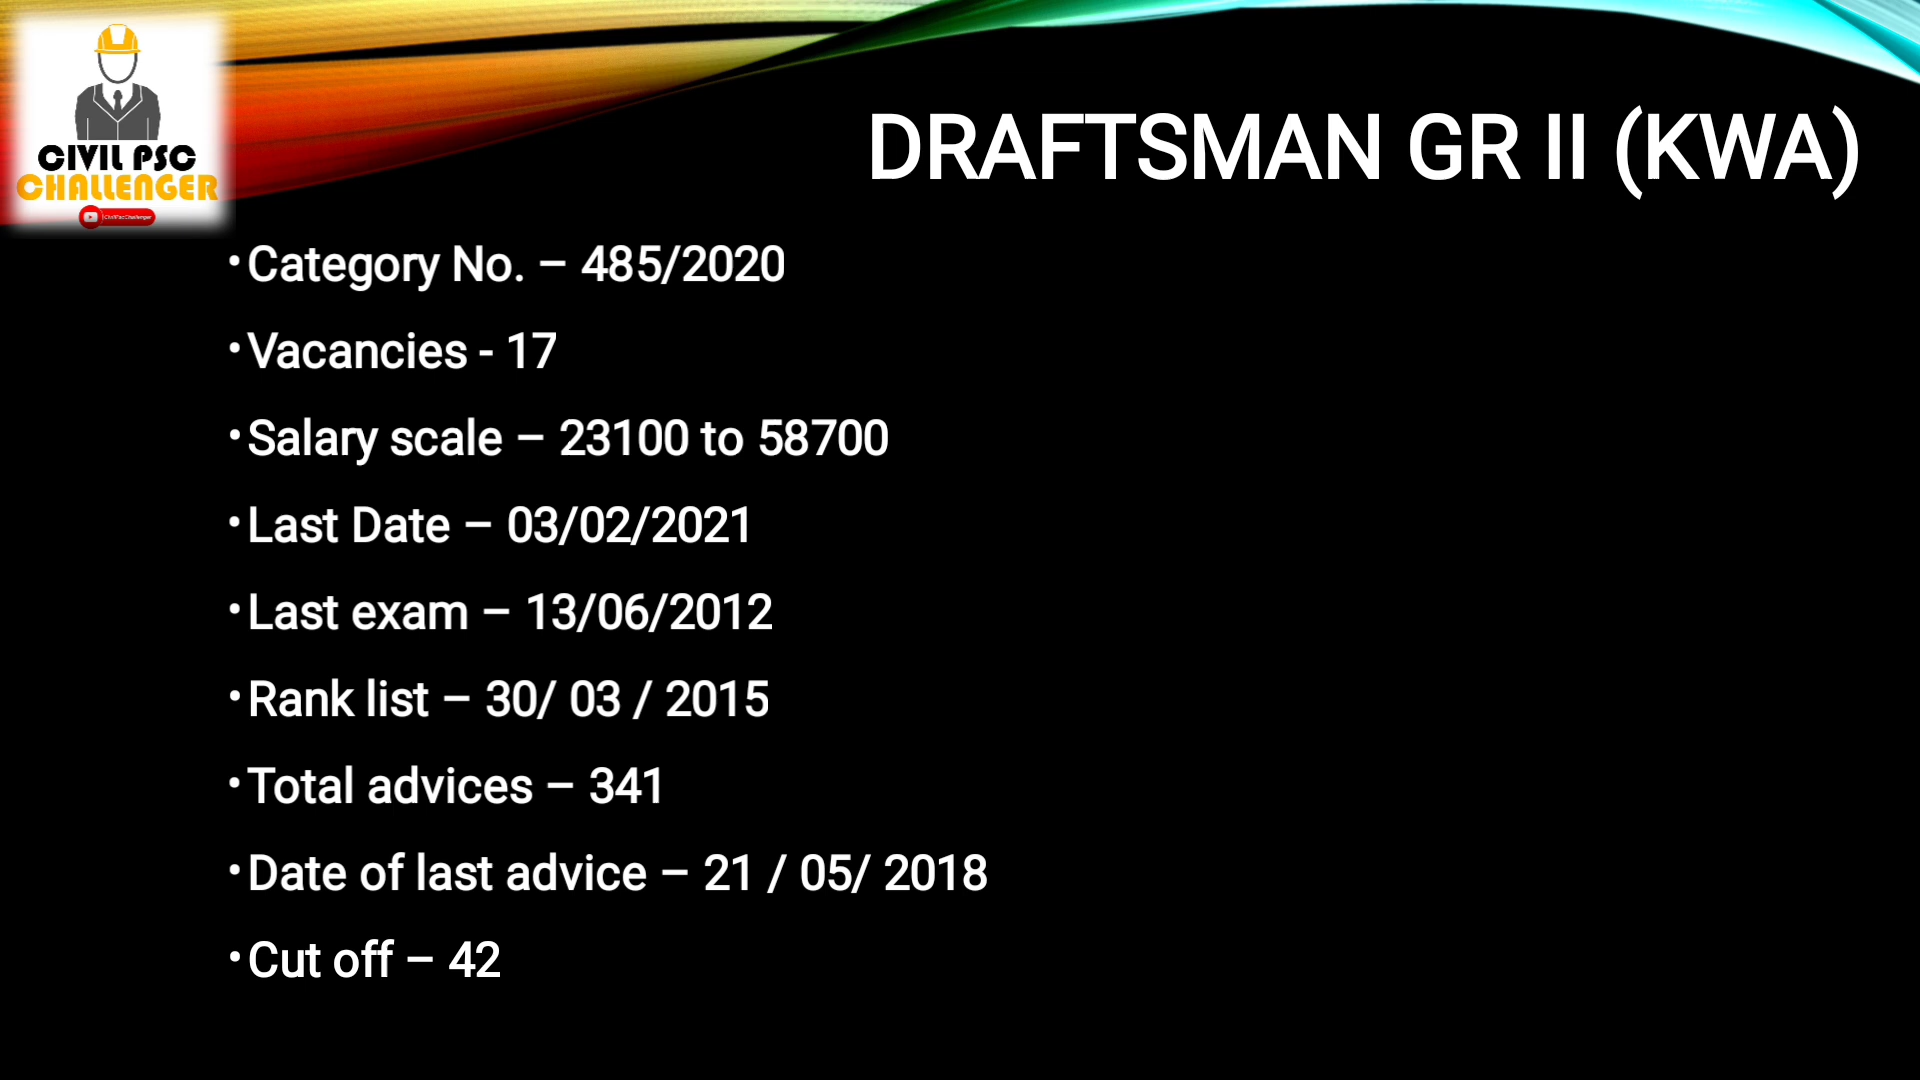 CIVIL PSC
CHALLENGER
DRAFTSMAN GR II (KWA)
•Category No. – 485/2020
•Vacancies - 17
•Salary scale – 23100 to 58700
•Last Date – 03/02/2021
•Last exam – 13/06/2012
•Rank list – 30/ 03 / 2015
•Total advices – 341
•Date of last advice – 21 / 05/ 2018
•Cut off – 42